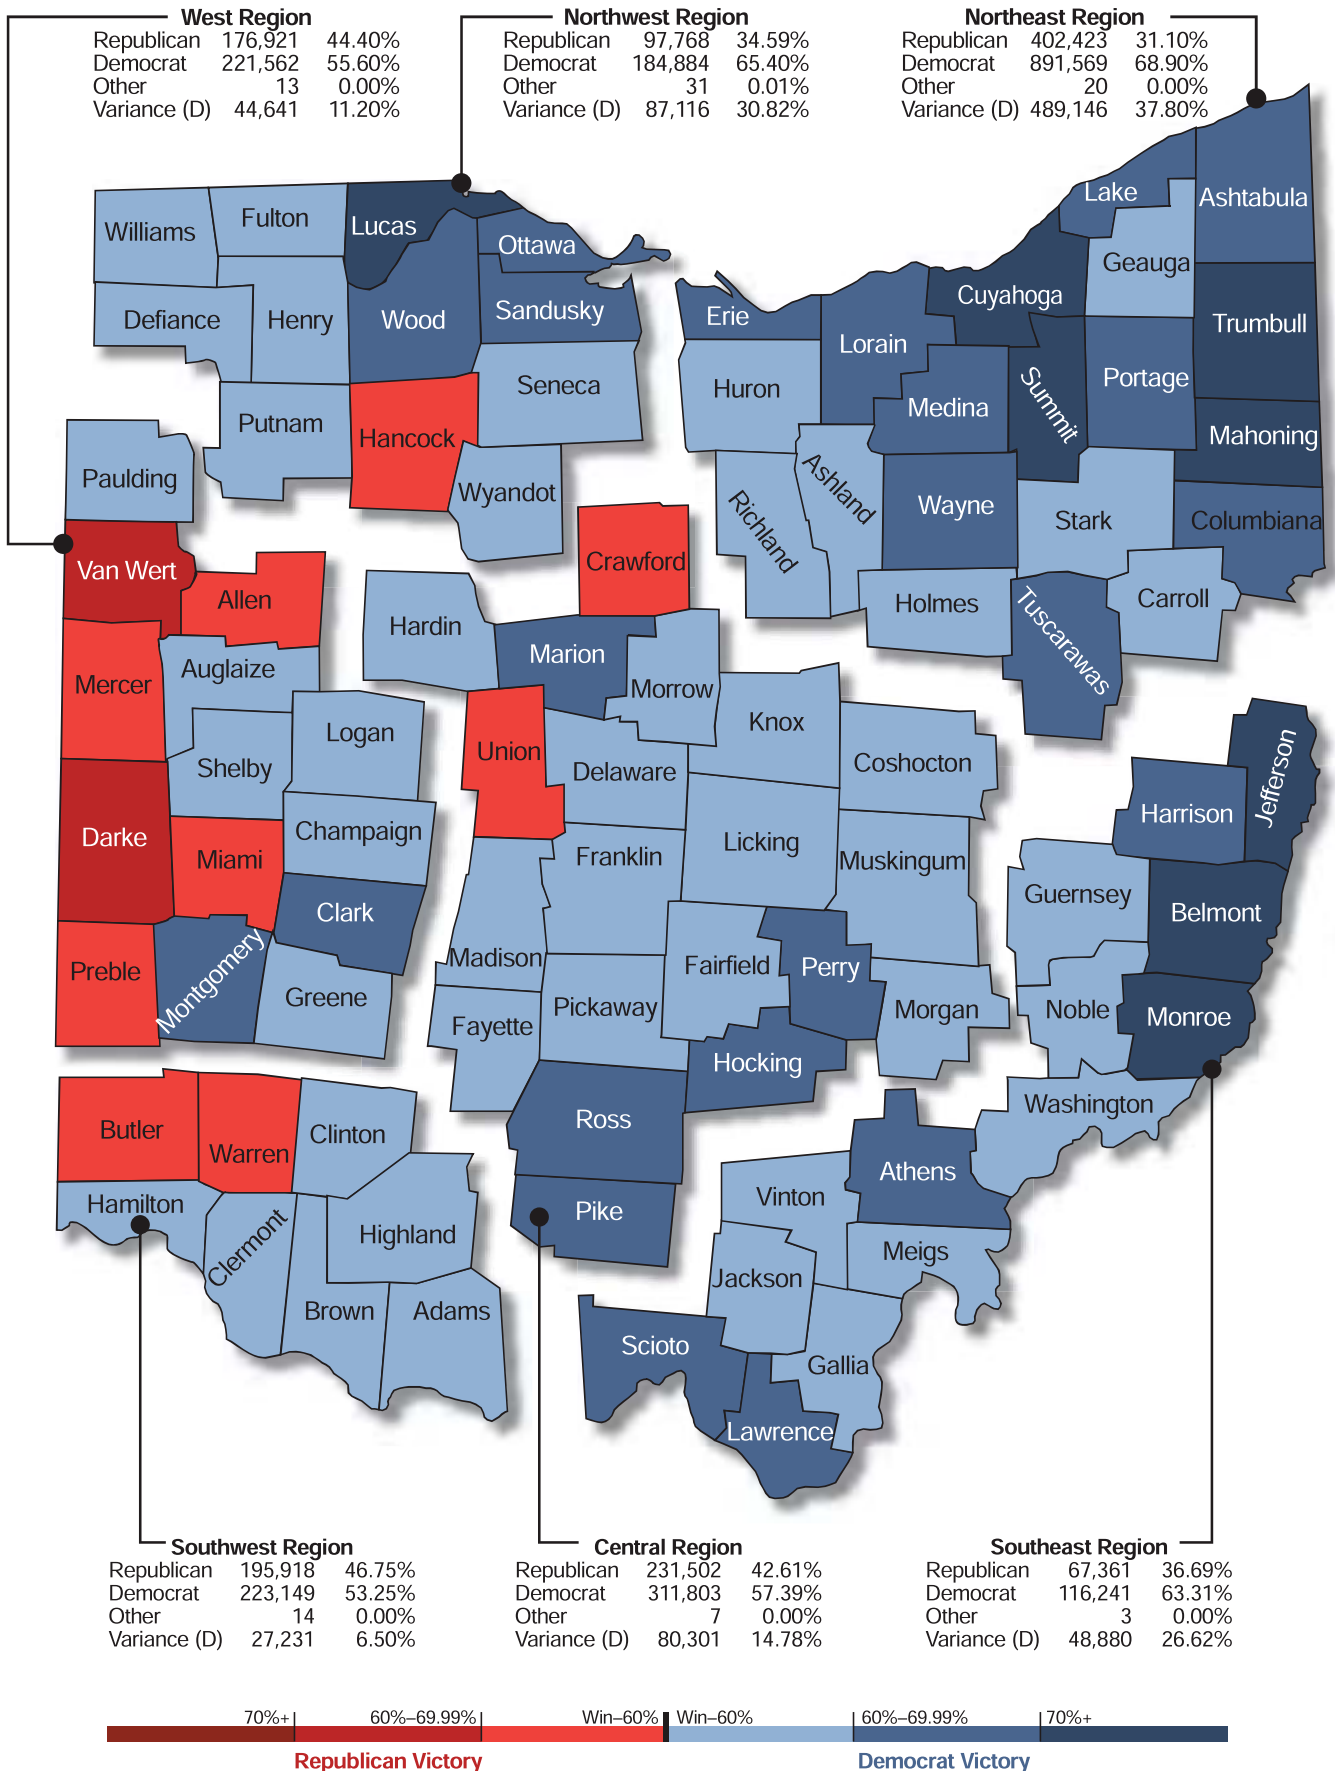 West Region
Republican 176,921 44.40%
Democrat 221,562 55.60%
Other 13 0.00%
Variance (D) 44,641 11.20%
Northwest Region
Republican 97,768 34.59%
Democrat 184,884 65.40%
Other 31 0.01%
Variance (D) 87,116 30.82%
Northeast Region
Republican 402,423 31.10%
Democrat 891,569 68.90%
Other 20 0.00%
Variance (D) 489,146 37.80%
Williams
Fulton
Lucas
Ottawa
Defiance
Henry
Wood
Sandusky
Seneca
Putnam
Hancock
Wyandot
Paulding
Lake
Ashtabula
Geauga
Cuyahoga
Trumbull
Erie
Lorain
Huron
Medina
Summit
Portage
Mahoning
Richland
Ashland
Wayne
Stark
Columbiana
Holmes
Tuscarawas
Carroll
Van Wert
Allen
Mercer
Auglaize
Logan
Shelby
Darke
Miami
Champaign
Clark
Preble
Montgomery
Greene
Crawford
Hardin
Marion
Morrow
Union
Delaware
Knox
Coshocton
Franklin
Licking
Muskingum
Madison
Fairfield
Perry
Pickaway
Fayette
Morgan
Hocking
Ross
Pike
Jefferson
Harrison
Guernsey
Belmont
Noble
Monroe
Washington
Athens
Vinton
Meigs
Jackson
Gallia
Scioto
Lawrence
Butler
Warren
Clinton
Hamilton
Clermont
Highland
Brown
Adams
Southwest Region
Republican 195,918 46.75%
Democrat 223,149 53.25%
Other 14 0.00%
Variance (D) 27,231 6.50%
Central Region
Republican 231,502 42.61%
Democrat 311,803 57.39%
Other 7 0.00%
Variance (D) 80,301 14.78%
Southeast Region
Republican 67,361 36.69%
Democrat 116,241 63.31%
Other 3 0.00%
Variance (D) 48,880 26.62%
70%+ 60%–69.99% Win–60% Win–60% 60%–69.99% 70%+
Republican Victory Democrat Victory